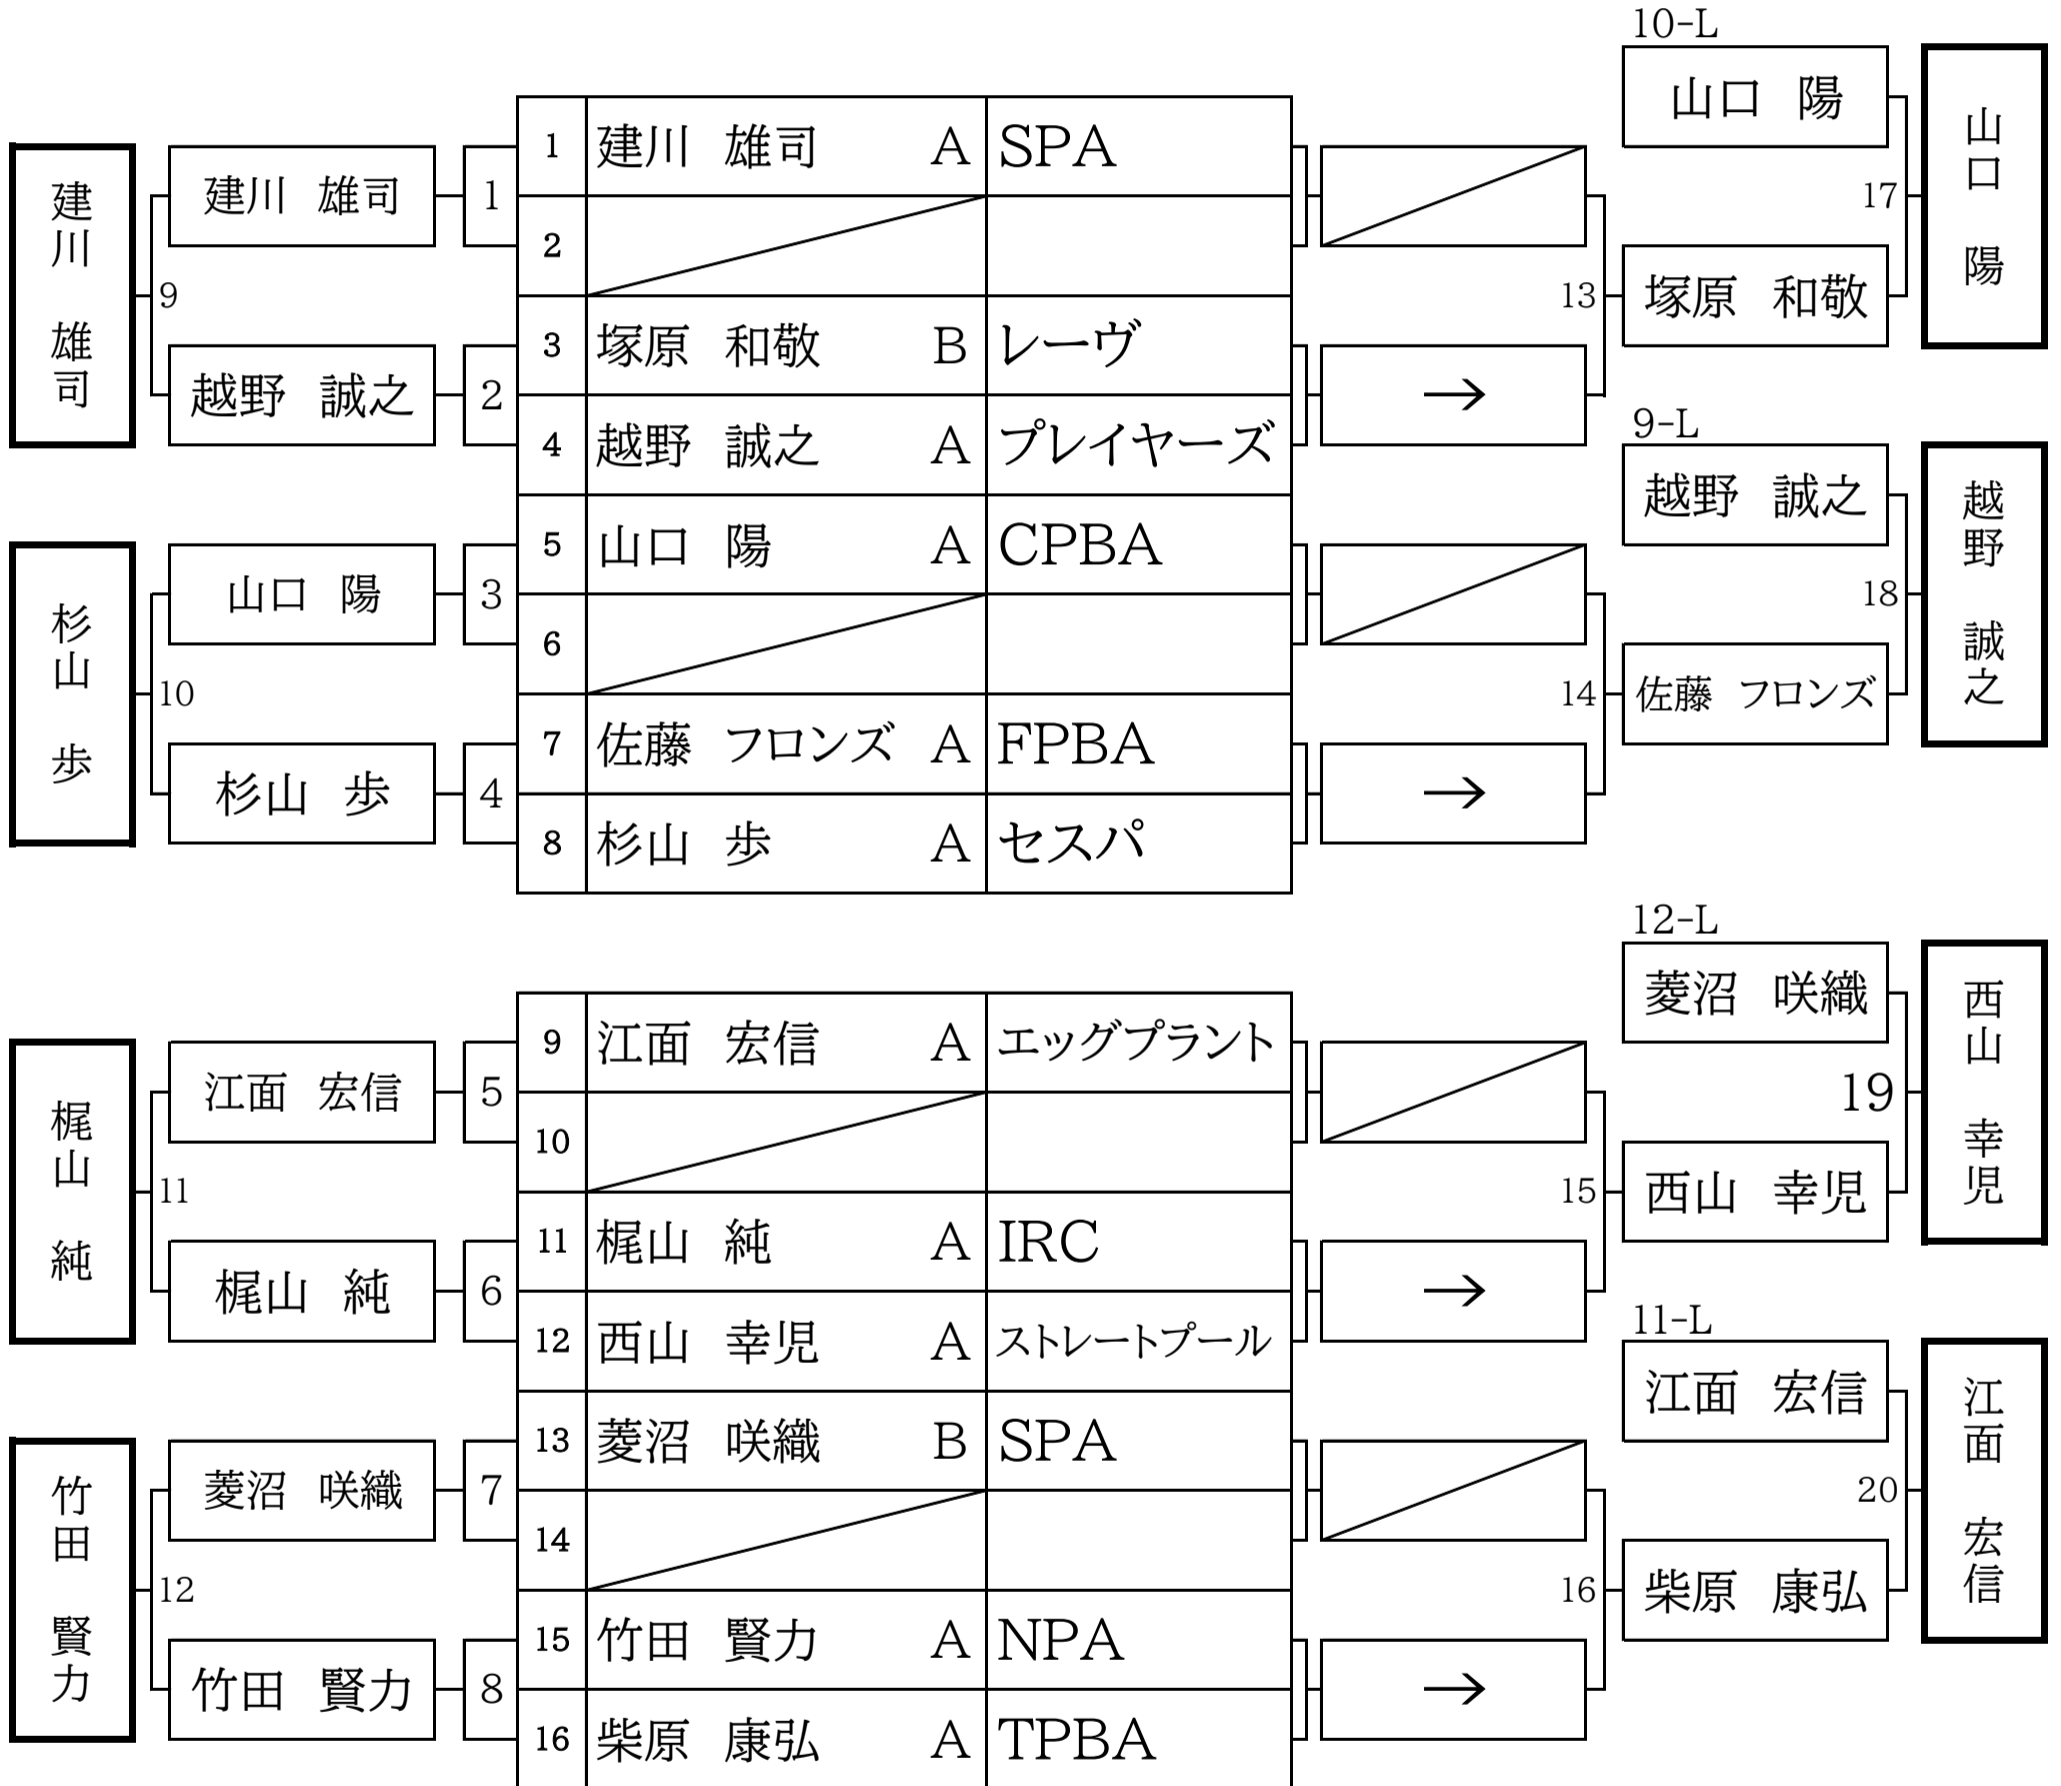 10-L
山口 陽
山口 陽
17
13
塚原 和敬
9-L
越野 誠之
越野 誠之
18
14
佐藤 フロンズ
建川 雄司
建川 雄司
1
9
越野 誠之
2
杉山 歩
山口 陽
3
10
杉山 歩
4
1 建川 雄司 A SPA
2
3 塚原 和敬 B レーヴ
→
4 越野 誠之 A プレイヤーズ
5 山口 陽 A CPBA
6
7 佐藤 フロンズ A FPBA
→
8 杉山 歩 A セスパ
12-L
菱沼 咲織
西山 幸児
19
15
西山 幸児
11-L
江面 宏信
江面 宏信
20
16
柴原 康弘
梶山 純
江面 宏信
5
11
梶山 純
6
竹田 賢力
菱沼 咲織
7
12
竹田 賢力
8
9 江面 宏信 A エッグプラント
10
11 梶山 純 A IRC
→
12 西山 幸児 A ストレートプール
13 菱沼 咲織 B SPA
14
15 竹田 賢力 A NPA
→
16 柴原 康弘 A TPBA